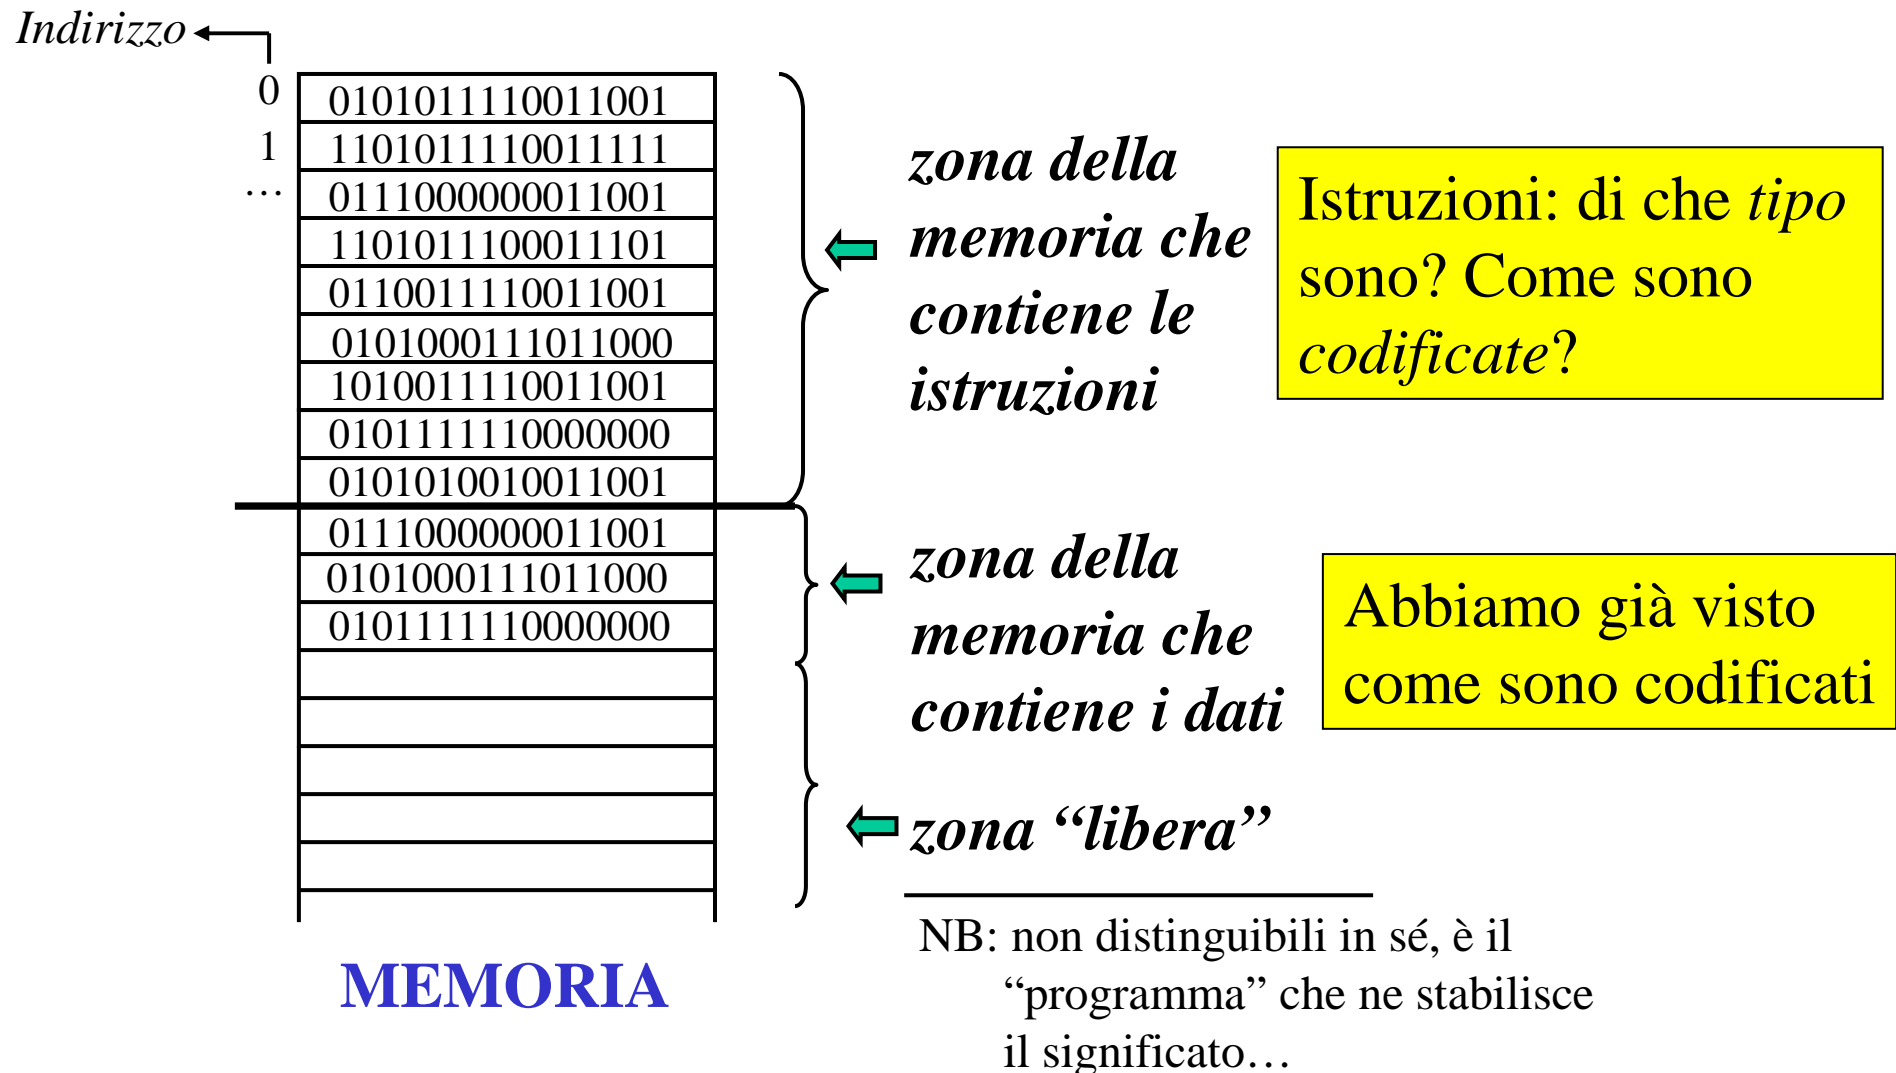 Indirizzo
0
0101011110011001
1
1101011110011111
…
0111000000011001
1101011100011101
0110011110011001
0101000111011000
1010011110011001
0101111110000000
0101010010011001
0111000000011001
0101000111011000
0101111110000000
MEMORIA
zona della
memoria che
contiene le
istruzioni
Istruzioni: di che tipo
sono? Come sono
codificate?
zona della
memoria che
contiene i dati
Abbiamo già visto
come sono codificati
zona “libera”
NB: non distinguibili in sé, è il
“programma” che ne stabilisce
il significato…